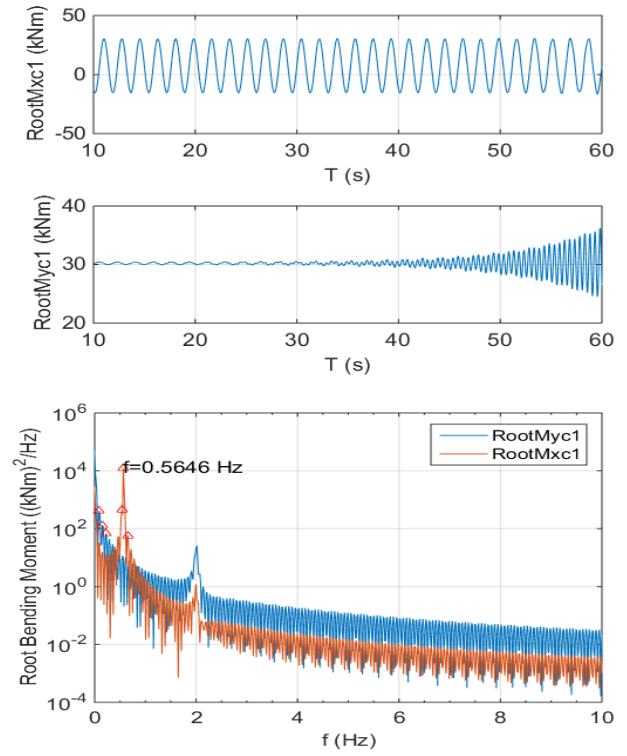 50
0
-50
RootMxc1 (kNm)
10 20 30 40 50 60
T (s)
40
30
20
RootMyc1 (kNm)
10 20 30 40 50 60
T (s)
10^6
10^4
10^2
10^0
10^-2
10^-4
Root Bending Moment ((kNm)^2/Hz)
f=0.5646 Hz
RootMyc1
RootMxc1
0 2 4 6 8 10
f (Hz)